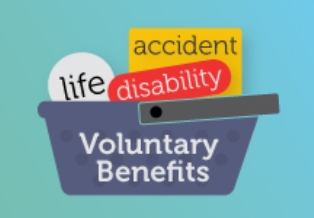 accident
life
disability
Voluntary
Benefits